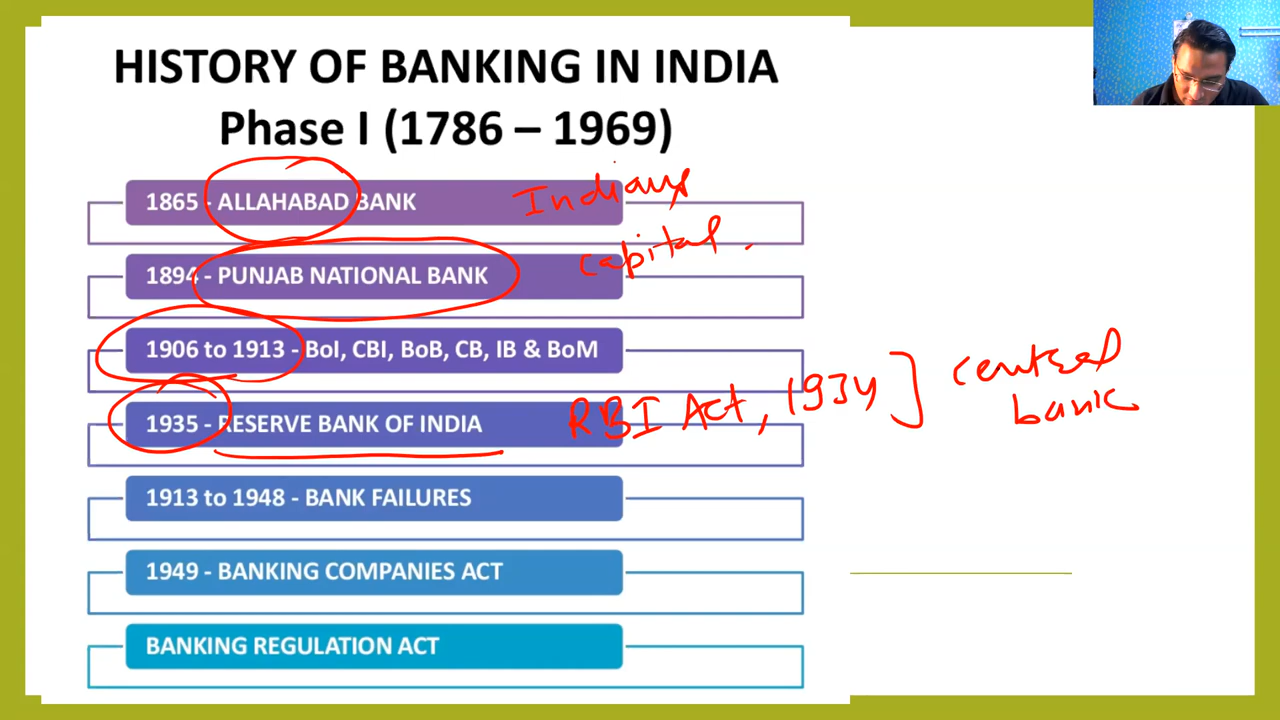 HISTORY OF BANKING IN INDIA
Phase I (1786 – 1969)
1865 - ALLAHABAD BANK
Indians
capital.
1894 - PUNJAB NATIONAL BANK
1906 to 1913 - BoI, CBI, BoB, CB, IB & BoM
1935 - RESERVE BANK OF INDIA
RBI Act, 1934
central
bank
1913 to 1948 - BANK FAILURES
1949 - BANKING COMPANIES ACT
BANKING REGULATION ACT